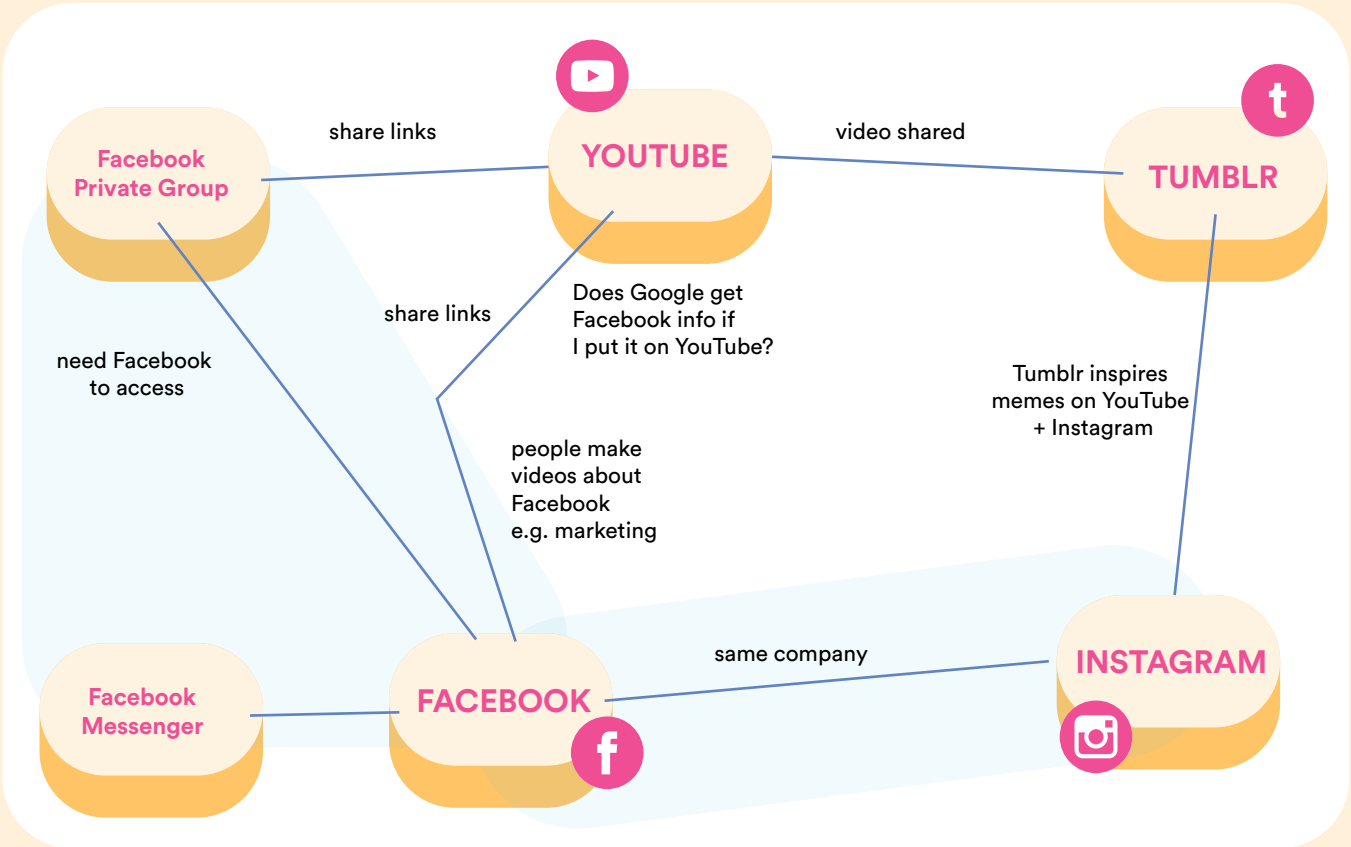 Facebook
Private Group
share links
YOUTUBE
video shared
t
TUMBLR
share links
Does Google get
Facebook info if
I put it on YouTube?
need Facebook
to access
Tumblr inspires
memes on YouTube
+ Instagram
people make
videos about
Facebook
e.g. marketing
Facebook
Messenger
FACEBOOK
f
same company
INSTAGRAM